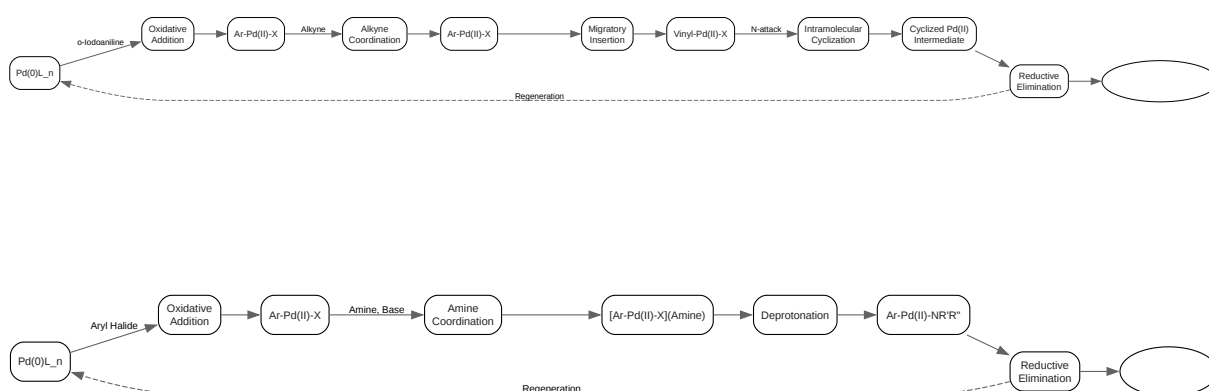 o-Iodoaniline
Oxidative
Addition
Ar-Pd(II)-X
Alkyne
Alkyne
Coordination
Ar-Pd(II)-X
Migratory
Insertion
Vinyl-Pd(II)-X
N-attack
Intramolecular
Cyclization
Cyclized Pd(II)
Intermediate
Pd(0)L_n
Reductive
Elimination
Regeneration
Aryl Halide
Oxidative
Addition
Ar-Pd(II)-X
Amine, Base
Amine
Coordination
[Ar-Pd(II)-X](Amine)
Deprotonation
Ar-Pd(II)-NR'R"
Pd(0)L_n
Reductive
Elimination
Regeneration